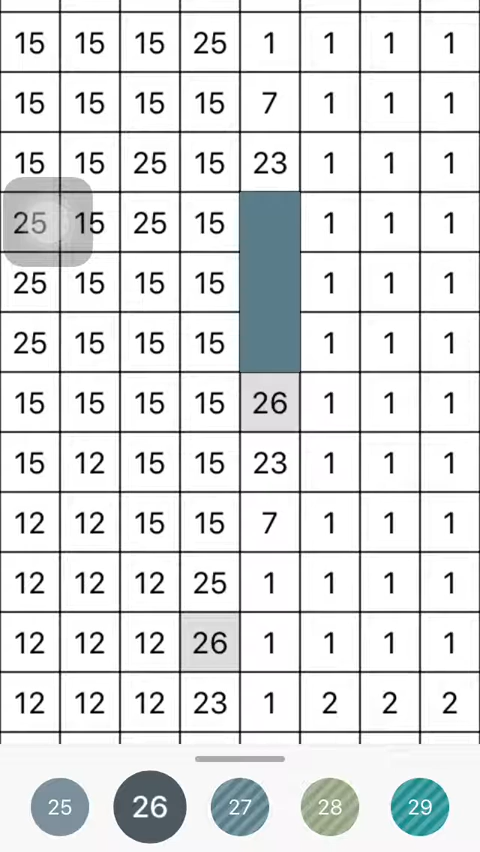 15 15 15 25 1 1 1 1
15 15 15 15 7 1 1 1
15 15 25 15 23 1 1 1
25 15 25 15 1 1 1
25 15 15 15 1 1 1
25 15 15 15 1 1 1
15 15 15 15 26 1 1 1
15 12 15 15 23 1 1 1
12 12 15 15 7 1 1 1
12 12 12 25 1 1 1 1
12 12 12 26 1 1 1 1
12 12 12 23 1 2 2 2
25 26 27 28 29